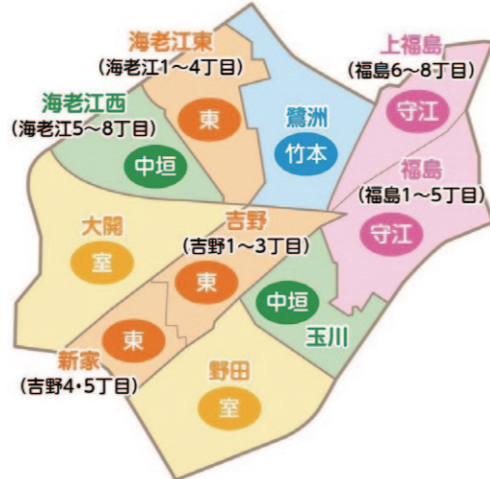 海老江東
(海老江1〜4丁目)
東
海老江西
(海老江5〜8丁目)
中垣
鷺洲
竹本
上福島
(福島6〜8丁目)
守江
福島
(福島1〜5丁目)
守江
大開
室
吉野
(吉野1〜3丁目)
東
中垣
玉川
新家
(吉野4・5丁目)
東
野田
室